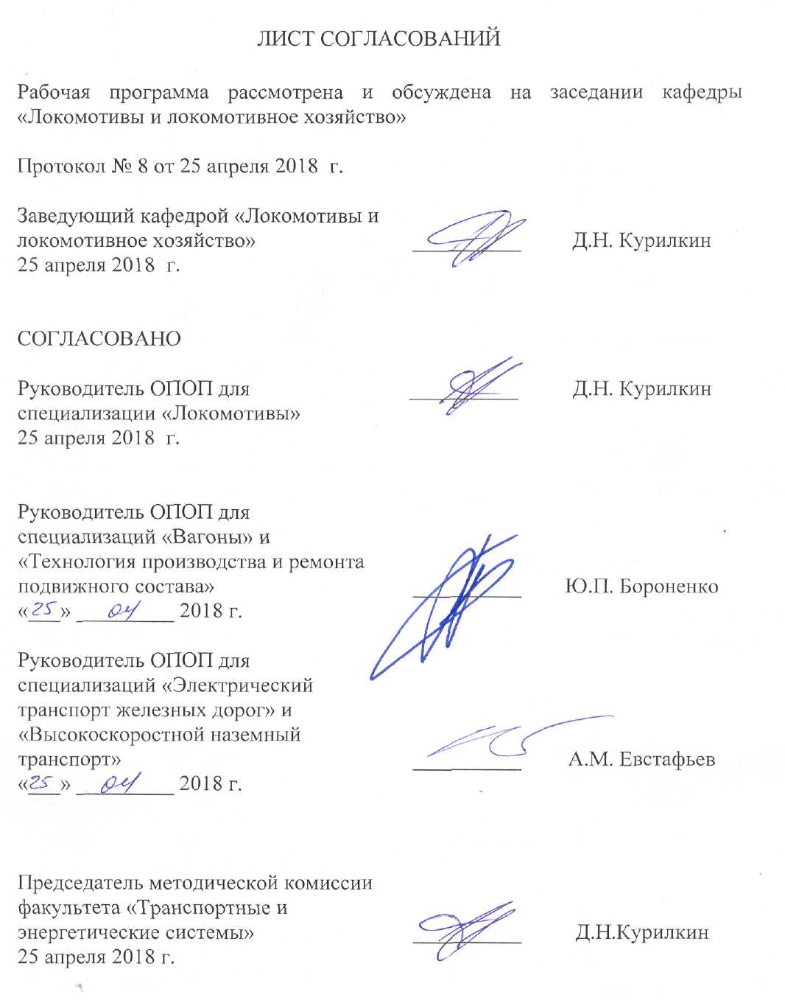 ЛИСТ СОГЛАСОВАНИЙ
Рабочая программа рассмотрена и обсуждена на заседании кафедры
«Локомотивы и локомотивное хозяйство»
Протокол № 8 от 25 апреля 2018 г.
Заведующий кафедрой «Локомотивы и
локомотивное хозяйство» Д.Н. Курилкин
25 апреля 2018 г.
СОГЛАСОВАНО
Руководитель ОПОП для Д.Н. Курилкин
специализации «Локомотивы»
25 апреля 2018 г.
Руководитель ОПОП для
специализаций «Вагоны» и
«Технология производства и ремонта
подвижного состава» Ю.П. Бороненко
«25» 04 2018 г.
Руководитель ОПОП для
специализаций «Электрический
транспорт железных дорог» и
«Высокоскоростной наземный
транспорт» А.М. Евстафьев
«25» 04 2018 г.
Председатель методической комиссии
факультета «Транспортные и
энергетические системы» Д.Н.Курилкин
25 апреля 2018 г.